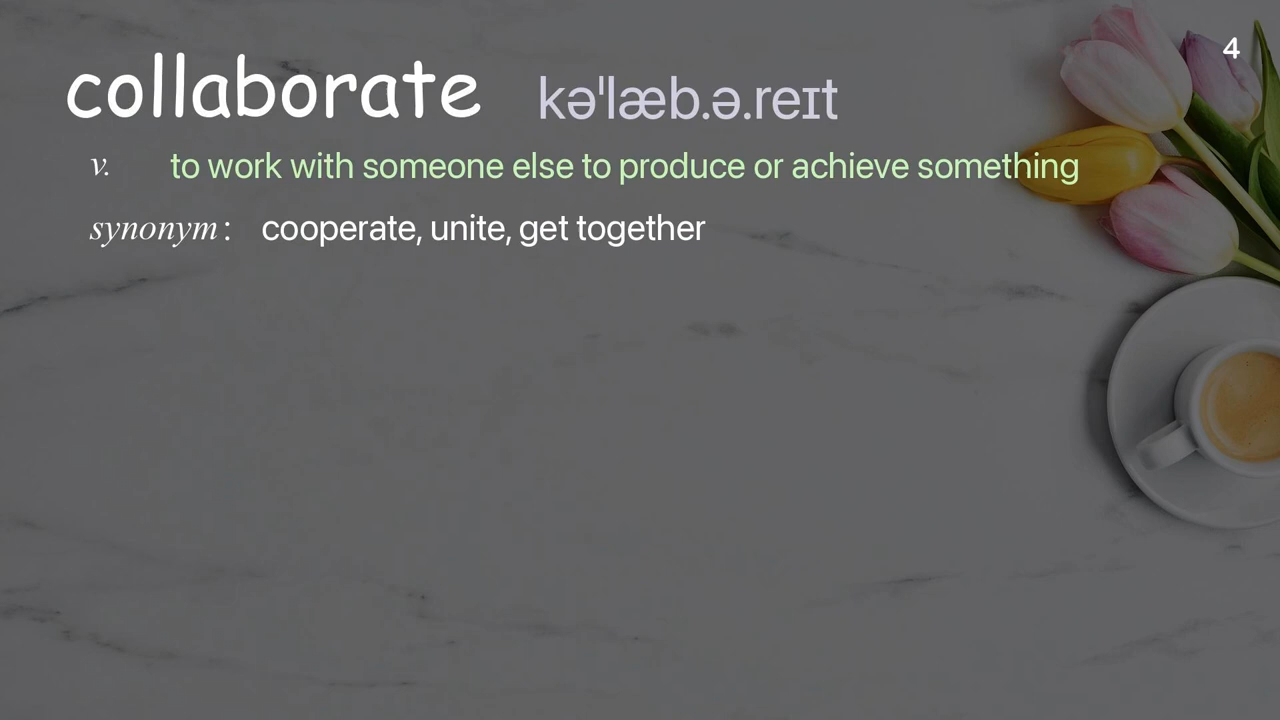 4
collaborate kəˈlæb.ə.reɪt
v. to work with someone else to produce or achieve something
synonym: cooperate, unite, get together